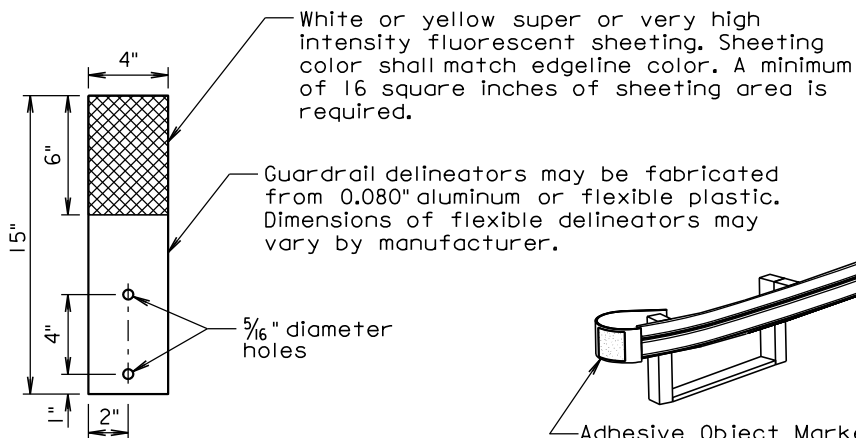 White or yellow super or very high
intensity fluorescent sheeting. Sheeting
color shall match edgeline color. A minimum
of 16 square inches of sheeting area is
required.
4"
6"
15"
Guardrail delineators may be fabricated
from 0.080" aluminum or flexible plastic.
Dimensions of flexible delineators may
vary by manufacturer.
4"
5/16" diameter
holes
1"
2"
Adhesive Object Marke